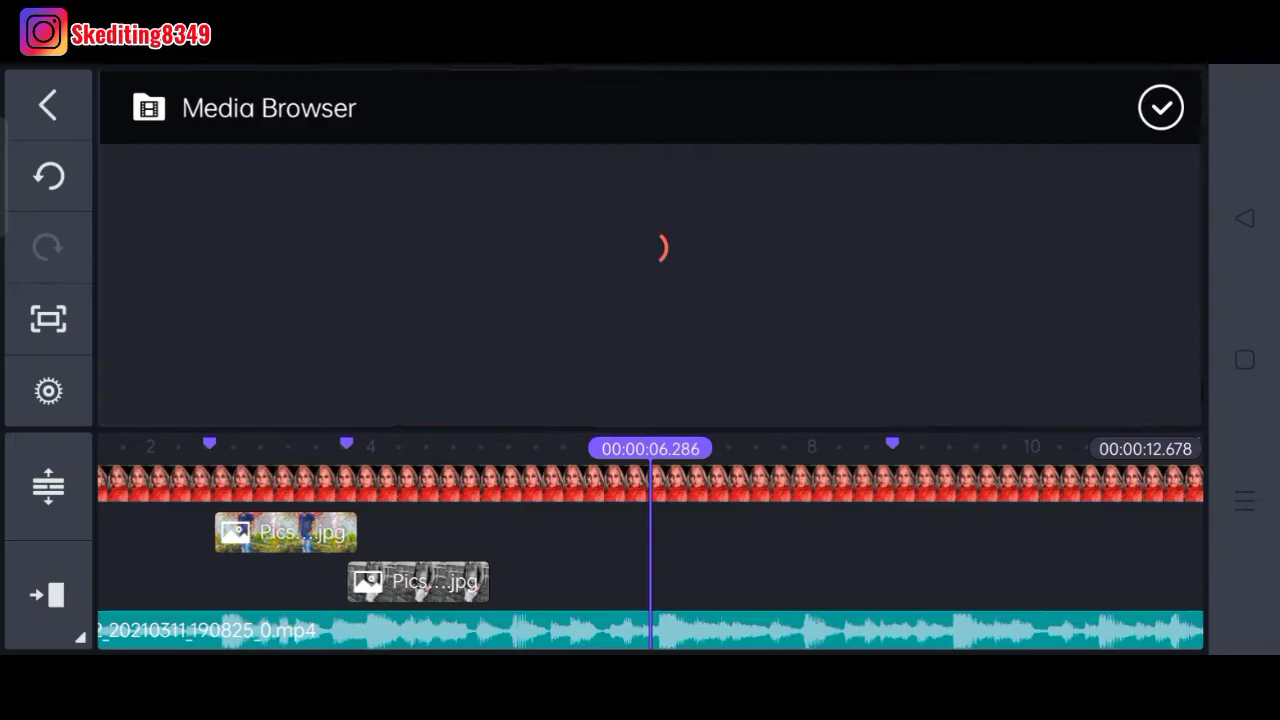 Skediting8349
Media Browser
2
4
00:00:06.286
8
10
00:00:12.678
Pics....jpg
Pics....jpg
_20210311_190825_0.mp4